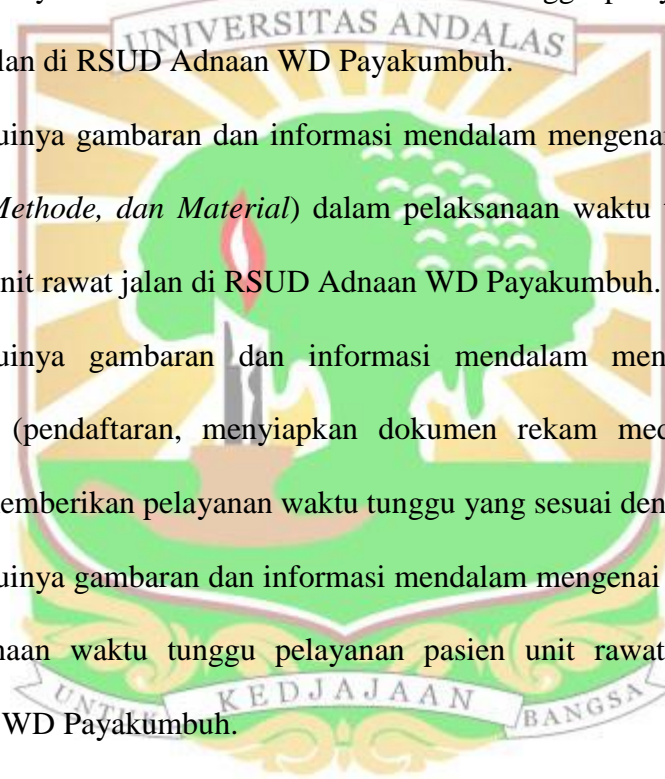 UNIVERSITAS ANDALAS
lan di RSUD Adnaan WD Payakumbuh.
uinya gambaran dan informasi mendalam mengenai
Methode, dan Material) dalam pelaksanaan waktu
nit rawat jalan di RSUD Adnaan WD Payakumbuh.
uinya gambaran dan informasi mendalam men
(pendaftaran, menyiapkan dokumen rekam med
emberikan pelayanan waktu tunggu yang sesuai den
uinya gambaran dan informasi mendalam mengenai
naan waktu tunggu pelayanan pasien unit rawat
UNTUK KEDJAJAAN BANGSA
WD Payakumbuh.